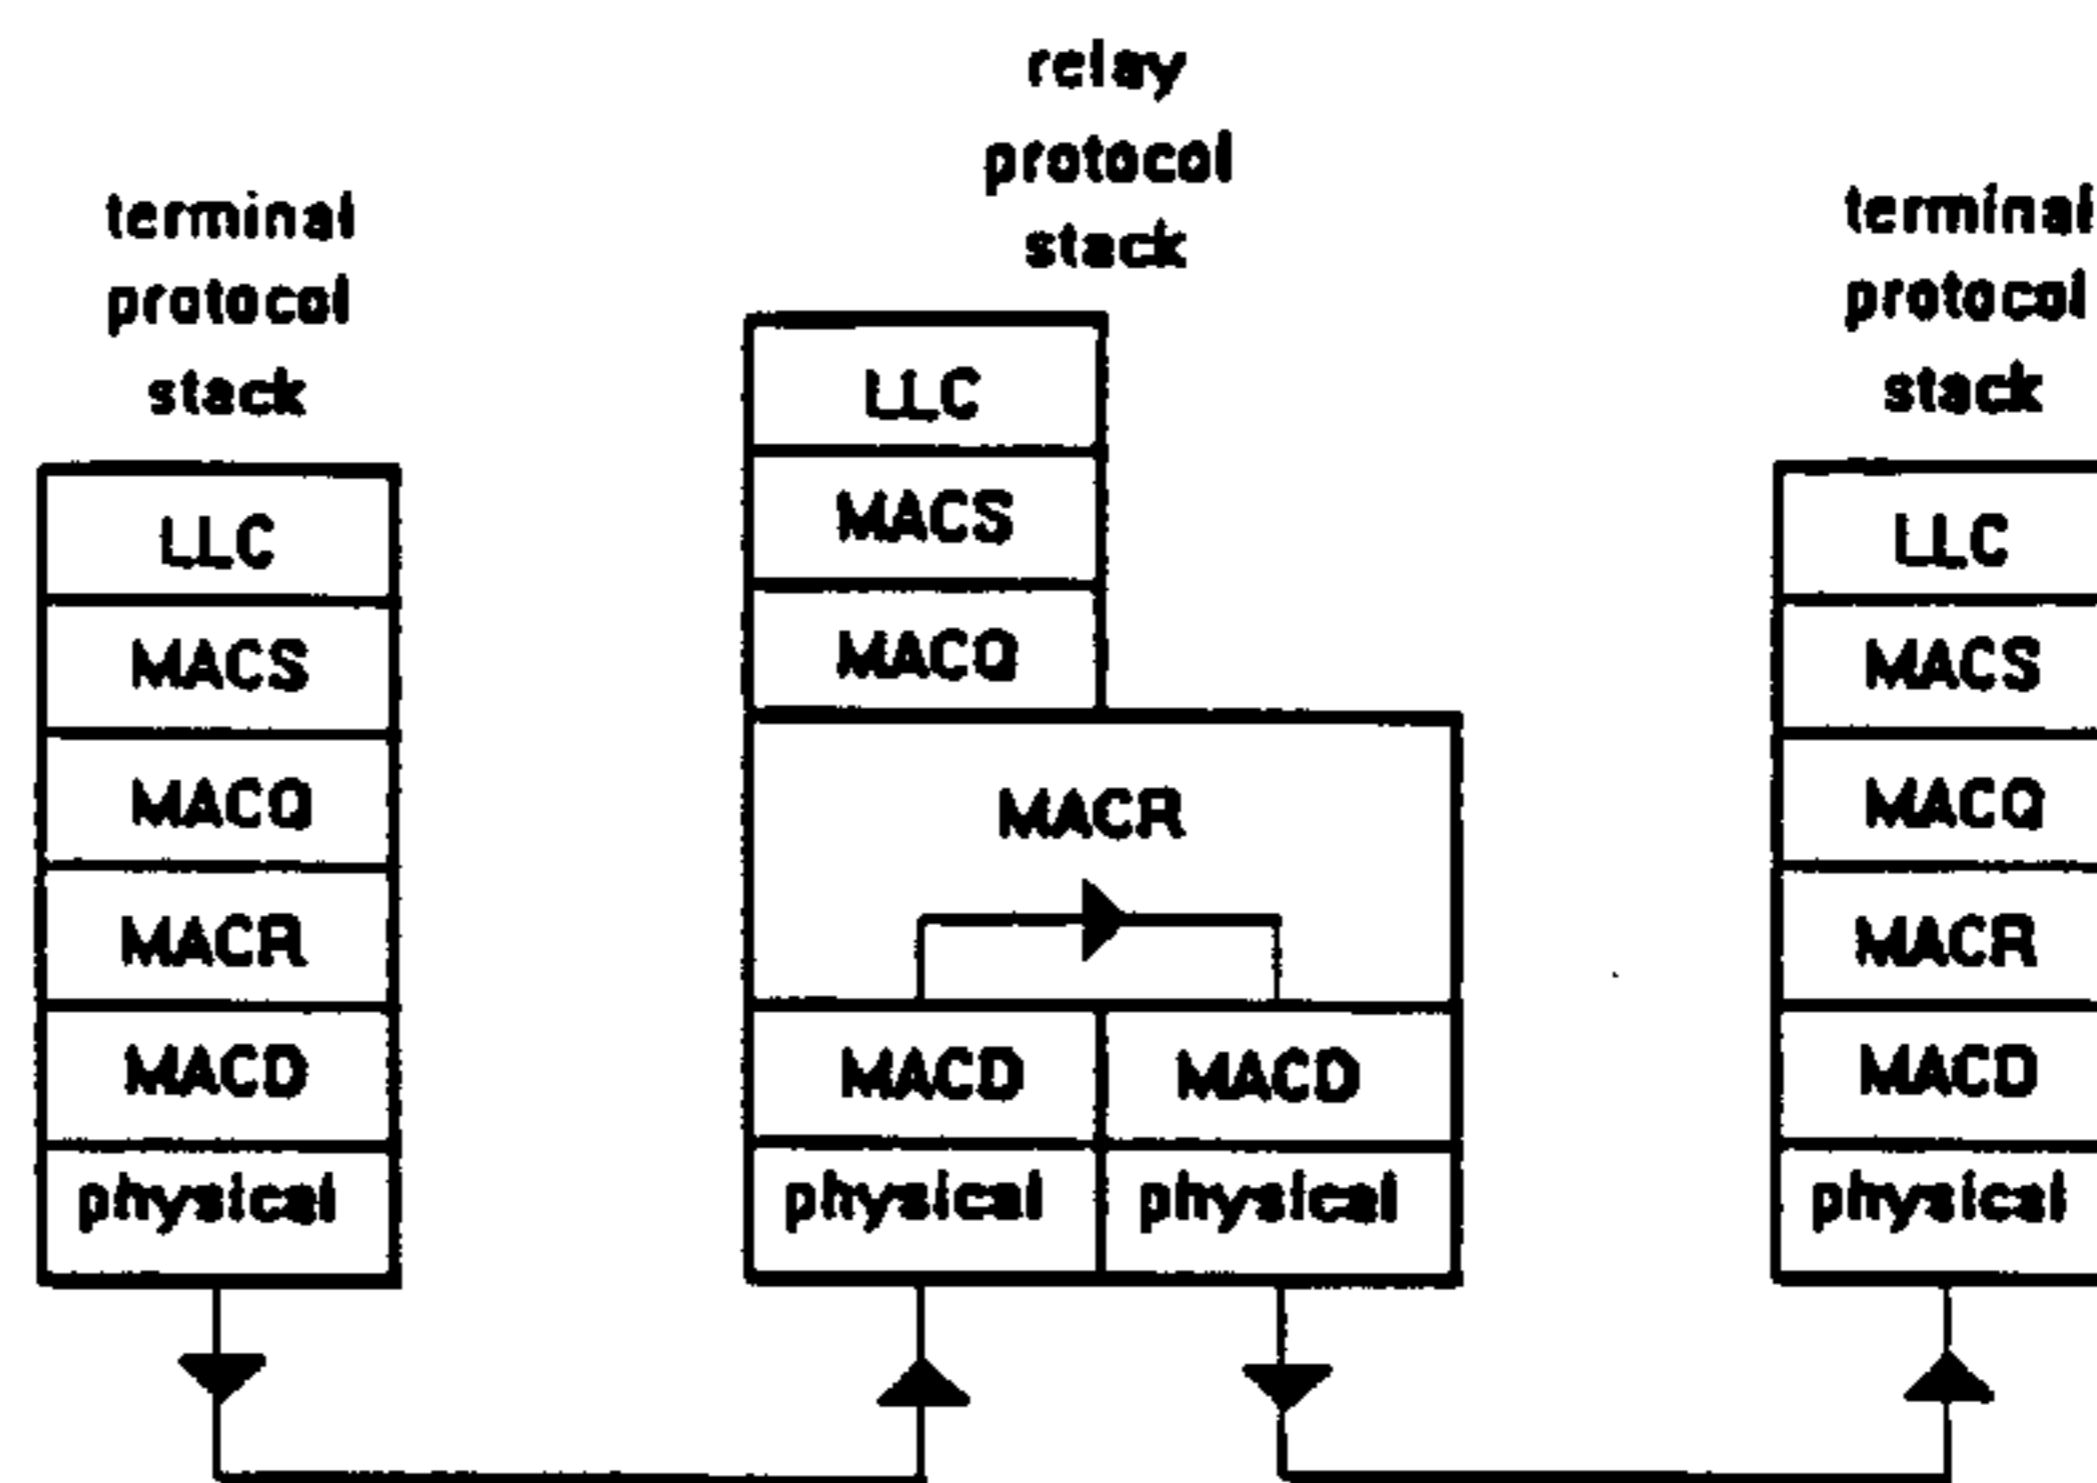 relay
protocol
stack
terminal
protocol
stack
terminal
protocol
stack
LLC
MACS
MACQ
MACR
MACD
physical
LLC
MACS
MACQ
MACR
MACD MACD
physical physical
LLC
MACS
MACQ
MACR
MACD
physical